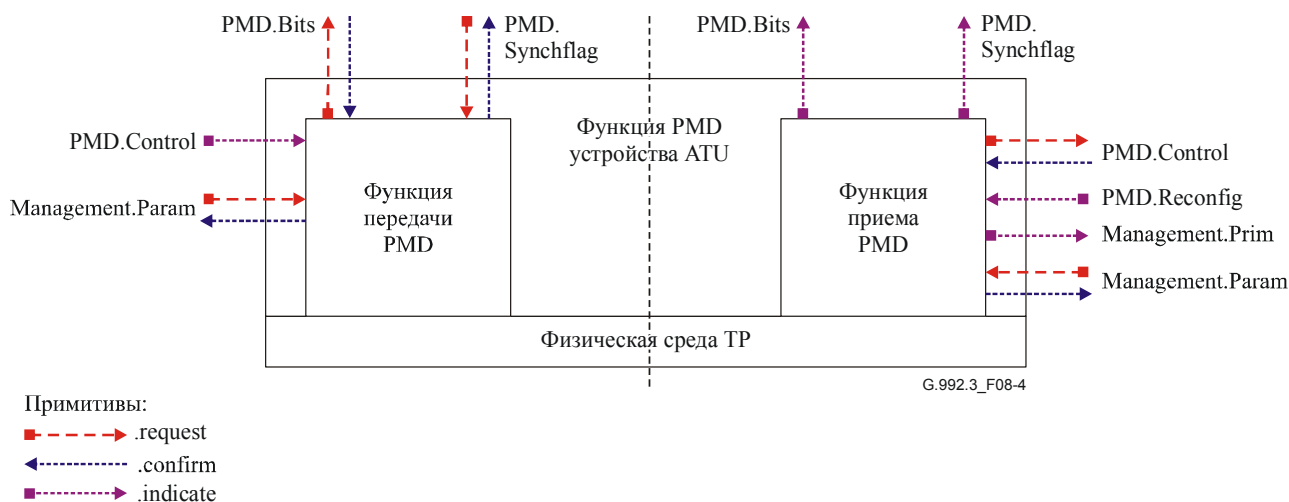 PMD.Bits
PMD.
Synchflag
PMD.Bits
PMD.
Synchflag
PMD.Control
Management.Param
Функция
передачи
PMD
Функция PMD
устройства ATU
Функция
приема
PMD
PMD.Control
PMD.Reconfig
Management.Prim
Management.Param
Физическая среда TP
G.992.3_F08-4
Примитивы:
.request
.confirm
.indicate